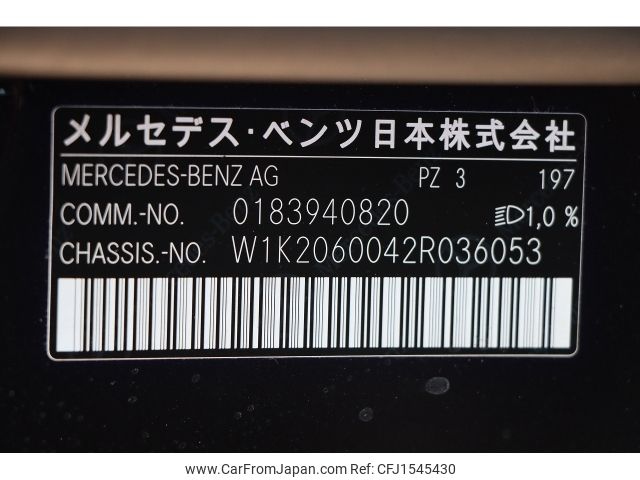 メルセデス・ベンツ日本株式会社
MERCEDES-BENZ AG PZ 3 197
COMM.-NO. 0183940820 1,0 %
CHASSIS.-NO. W1K2060042R036053
www.CarFromJapan.com CFJ1545430